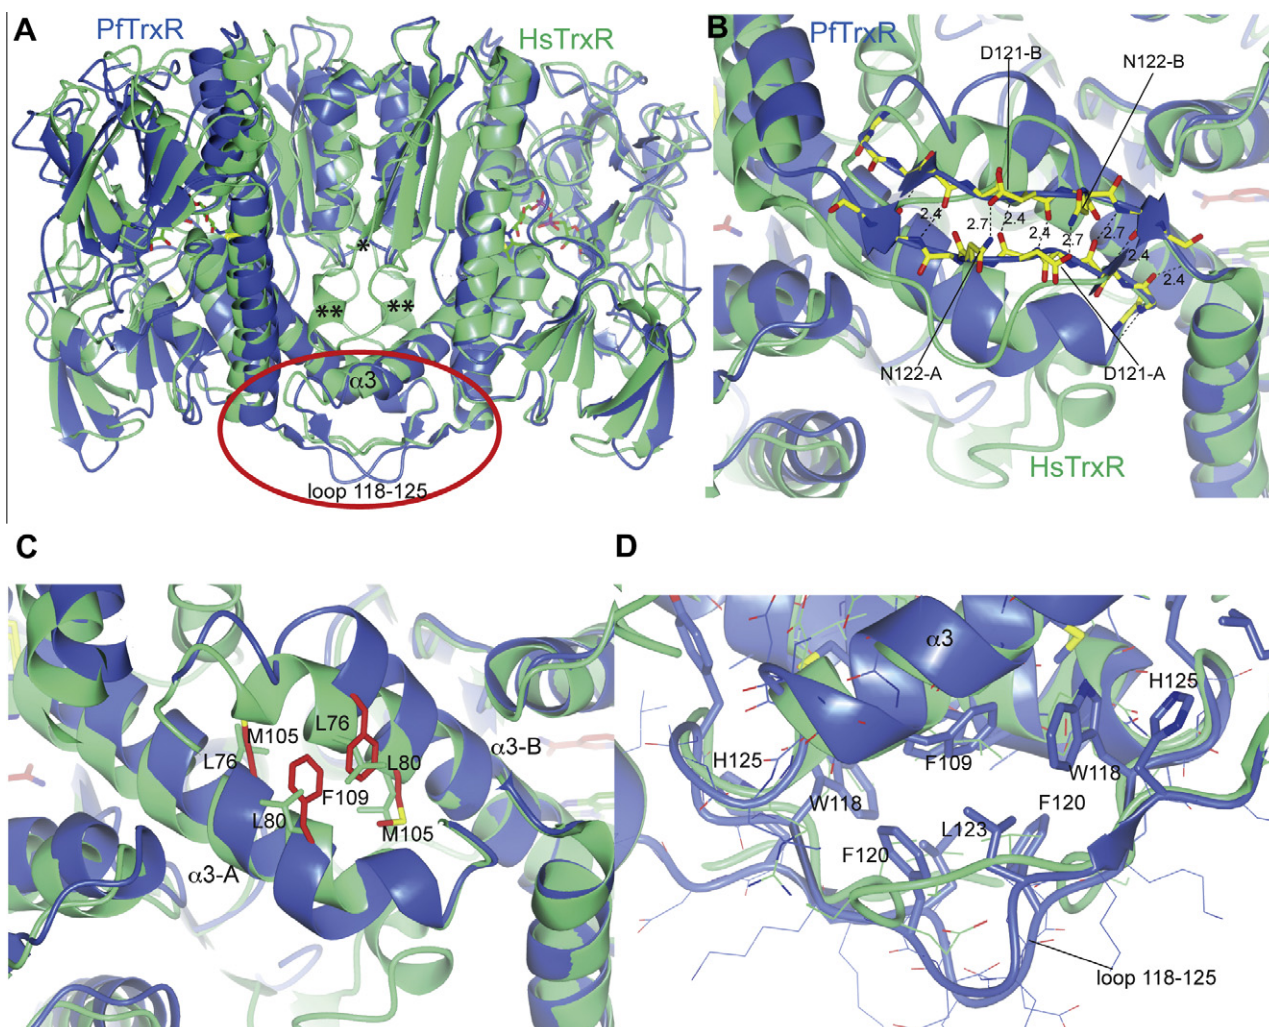 A
PfTrxR
HsTrxR
*
**
**
α3
loop 118-125
B
PfTrxR
D121-B
N122-B
2.4
2.7
2.4
2.4
2.7
2.7
2.4
2.4
N122-A
D121-A
HsTrxR
C
L76
M105
L76
L80
α3-B
F109
L80
M105
α3-A
D
α3
H125
F109
H125
W118
W118
F120
L123
F120
loop 118-125